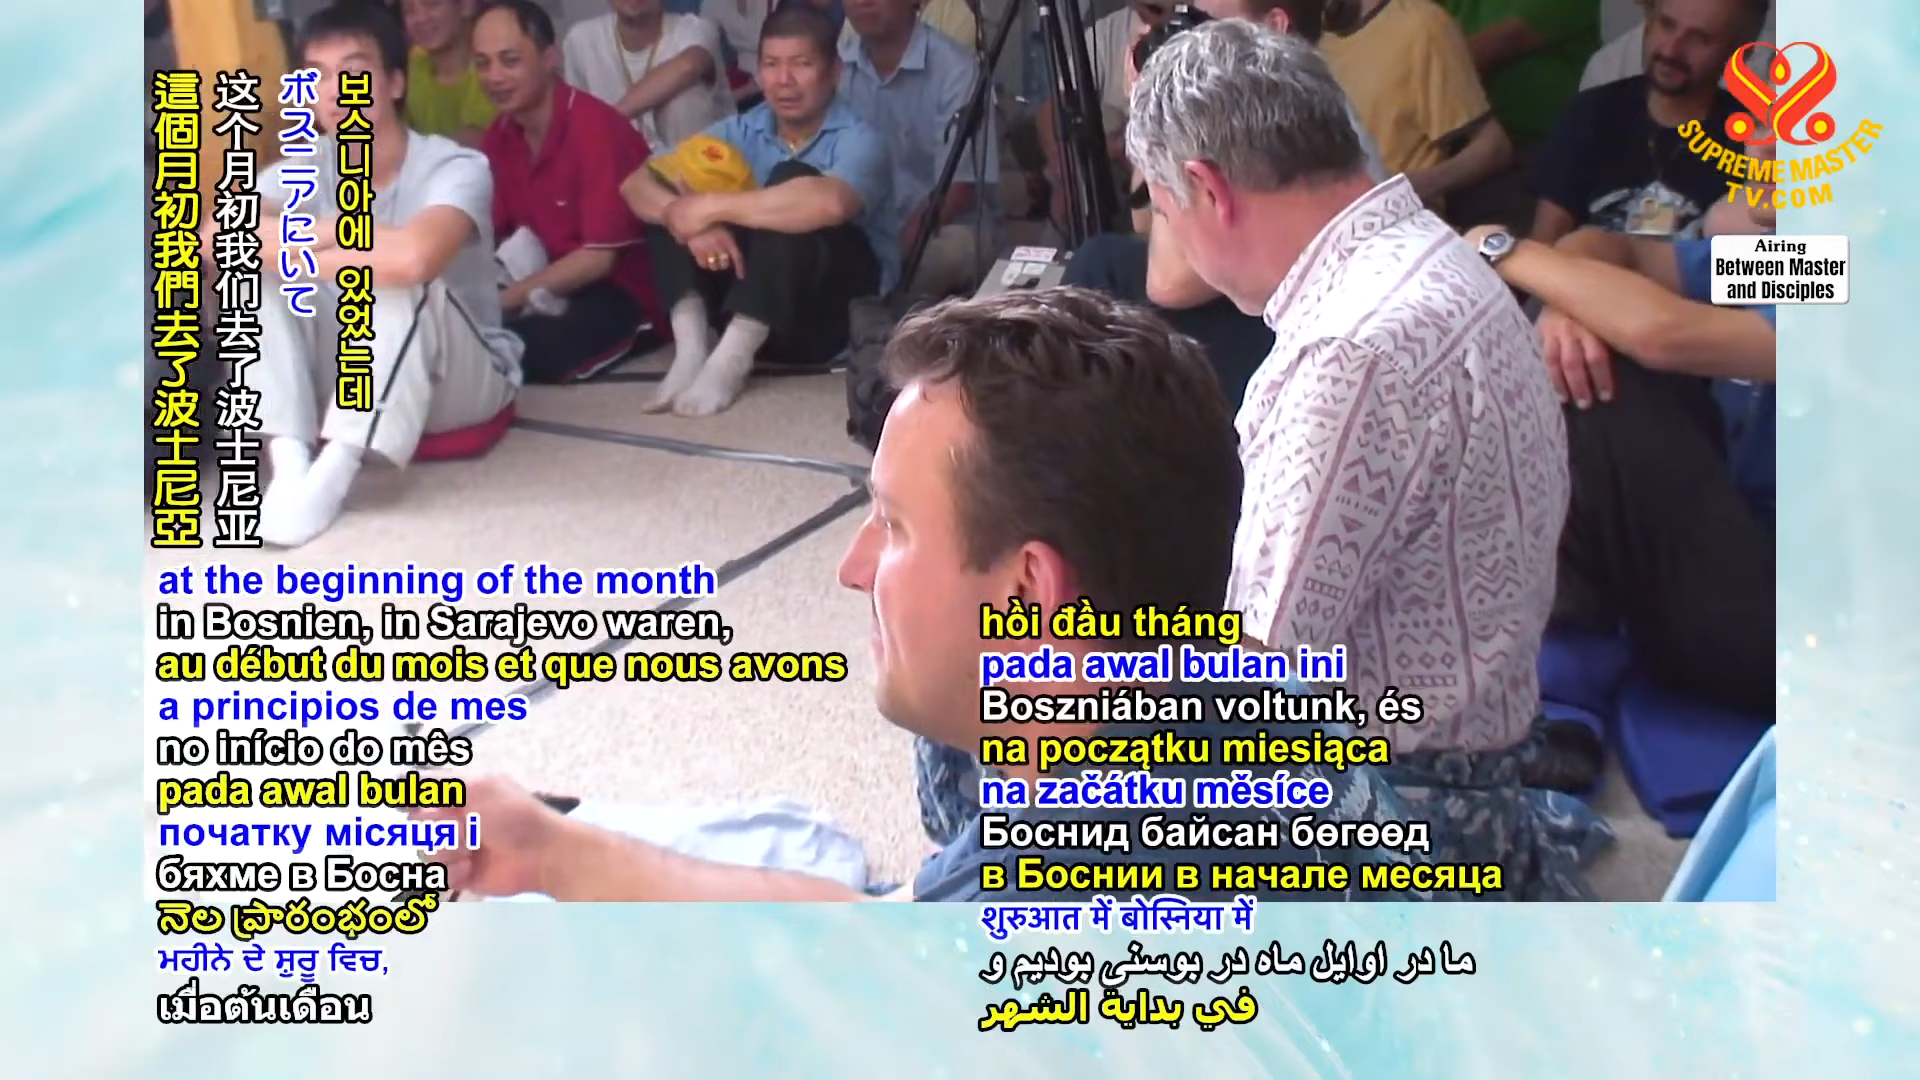 這個月初我們去了波士尼亞
这个月初我们去了波士尼亚
ボスニアにいて
보스니아에 있었는데
SUPREME MASTER
TV.COM
Airing
Between Master
and Disciples
at the beginning of the month
in Bosnien, in Sarajevo waren,
au début du mois et que nous avons
a principios de mes
no início do mês
pada awal bulan
початку місяця і
бяхме в Босна
నెల ప్రారంభంలో
ਮਹੀਨੇ ਦੇ ਸ਼ੁਰੂ ਵਿਚ,
เมื่อต้นเดือน
hồi đầu tháng
pada awal bulan ini
Boszniában voltunk, és
na początku miesiąca
na začátku měsíce
Боснид байсан бөгөөд
в Боснии в начале месяца
शुरुआत में बोस्निया में
ما در اوایل ماه در بوسنی بودیم و
في بداية الشهر